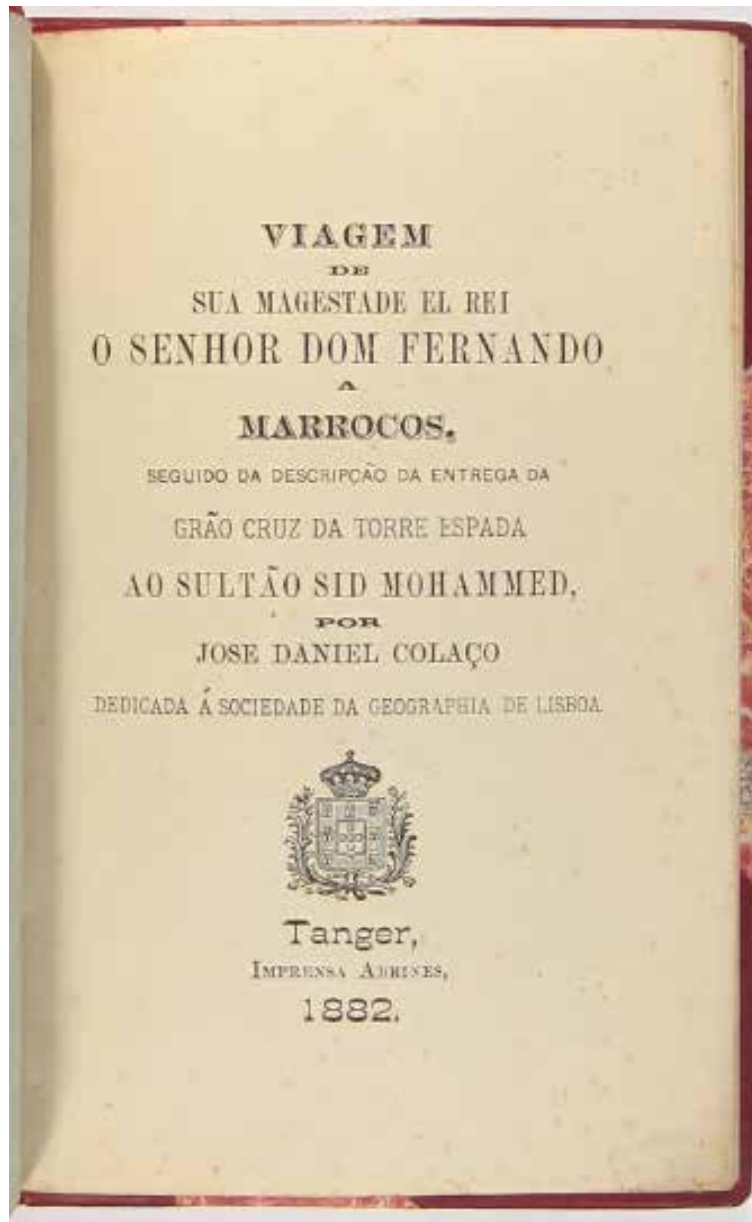 VIAGEM
DE
SUA MAGESTADE EL REI
O SENHOR DOM FERNANDO
A
MARROCOS,
SEGUIDO DA DESCRIPÇÃO DA ENTREGA DA
GRÃO CRUZ DA TORRE ESPADA
AO SULTÃO SID MOHAMMED,
POR
JOSE DANIEL COLAÇO
DEDICADA Á SOCIEDADE DA GEOGRAPHIA DE LISBOA
Tanger,
IMPRENSA ABRINES,
1882.